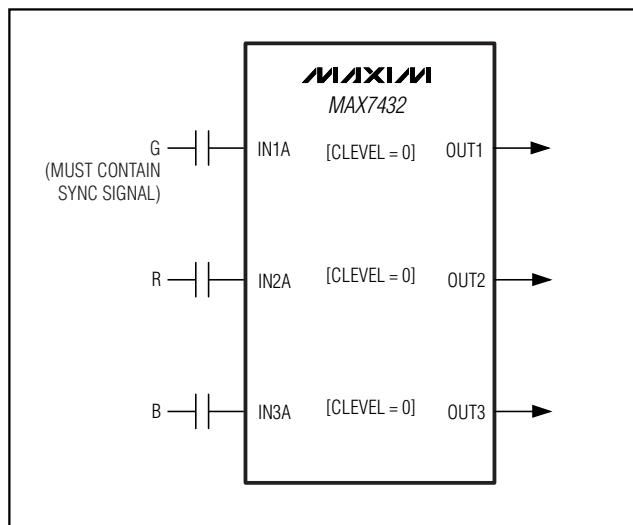 MAXIM
MAX7432
G
(MUST CONTAIN
SYNC SIGNAL)
IN1A
[CLEVEL = 0]
OUT1
R
IN2A
[CLEVEL = 0]
OUT2
B
IN3A
[CLEVEL = 0]
OUT3